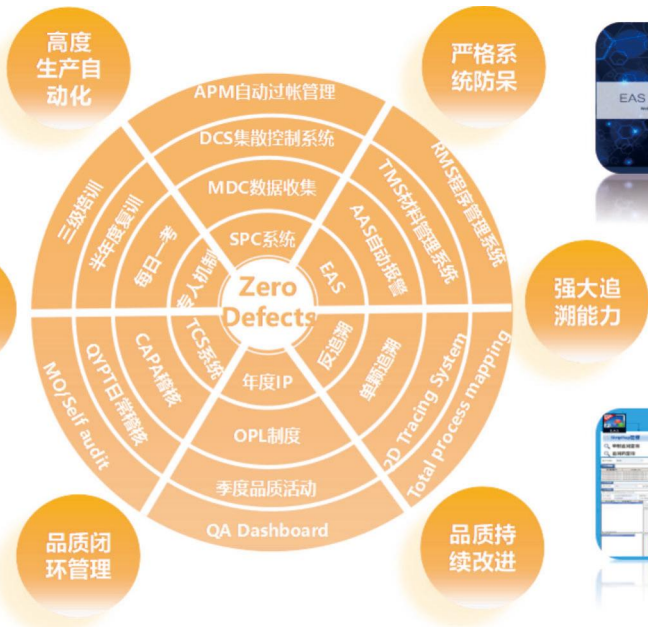 高度
生产自
动化
严格系
统防呆
EAS
APM自动过帐管理
DCS集散控制系统
MDC数据收集
SPC系统
RMS程序管理系统
TMS材料管理系统
AAS自动报警
EAS
三级培训
半年度复训
每日一考
专人机制
Zero
Defects
强大追
溯能力
TCS系统
CAPA稽核
QYPT日常稽核
MO/Self audit
反追溯
单颗追溯
2D Tracing System
Total process mapping
年度IP
OPL制度
季度品质活动
QA Dashboard
品质闭
环管理
品质持
续改进